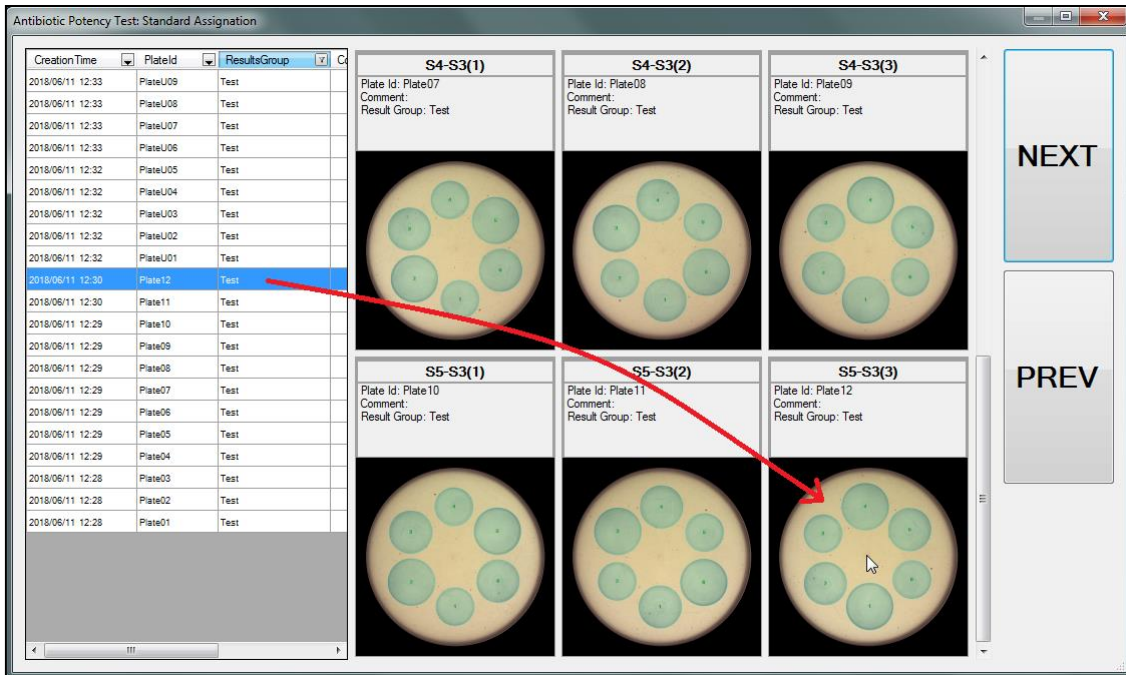 Antibiotic Potency Test: Standard Assignation
CreationTime PlateId ResultsGroup Co
2018/06/11 12:33 PlateU09 Test
2018/06/11 12:33 PlateU08 Test
2018/06/11 12:33 PlateU07 Test
2018/06/11 12:33 PlateU06 Test
2018/06/11 12:32 PlateU05 Test
2018/06/11 12:32 PlateU04 Test
2018/06/11 12:32 PlateU03 Test
2018/06/11 12:32 PlateU02 Test
2018/06/11 12:32 PlateU01 Test
2018/06/11 12:30 Plate12 Test
2018/06/11 12:30 Plate11 Test
2018/06/11 12:29 Plate10 Test
2018/06/11 12:29 Plate09 Test
2018/06/11 12:29 Plate08 Test
2018/06/11 12:29 Plate07 Test
2018/06/11 12:29 Plate06 Test
2018/06/11 12:29 Plate05 Test
2018/06/11 12:29 Plate04 Test
2018/06/11 12:28 Plate03 Test
2018/06/11 12:28 Plate02 Test
2018/06/11 12:28 Plate01 Test
S4-S3(1)
Plate Id: Plate07
Comment:
Result Group: Test
S4-S3(2)
Plate Id: Plate08
Comment:
Result Group: Test
S4-S3(3)
Plate Id: Plate09
Comment:
Result Group: Test
S5-S3(1)
Plate Id: Plate10
Comment:
Result Group: Test
S5-S3(2)
Plate Id: Plate11
Comment:
Result Group: Test
S5-S3(3)
Plate Id: Plate12
Comment:
Result Group: Test
NEXT
PREV